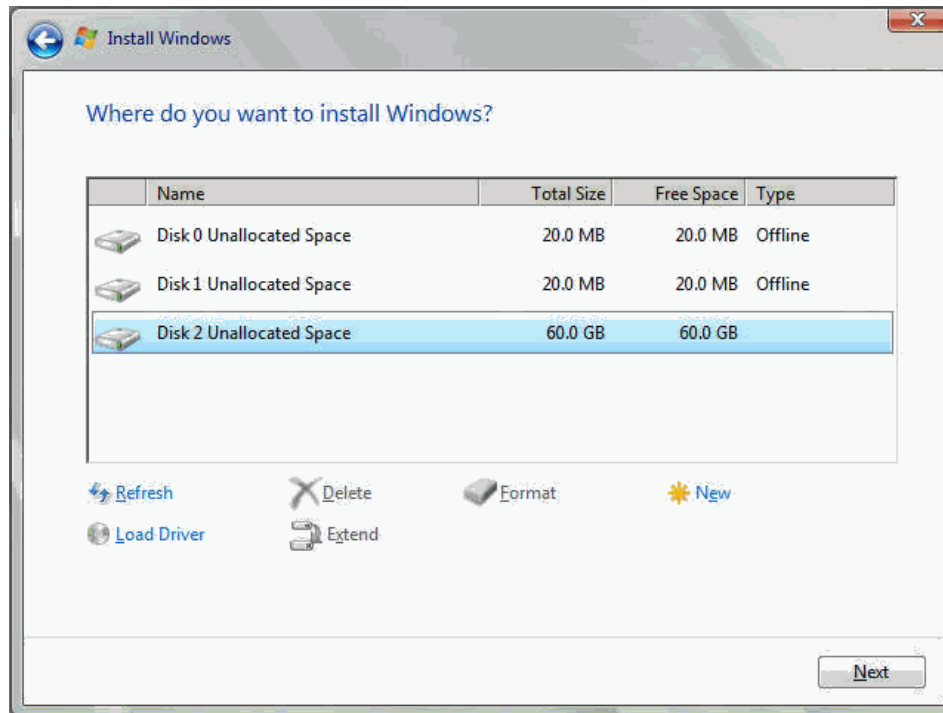 Install Windows
Where do you want to install Windows?
Name Total Size Free Space Type
Disk 0 Unallocated Space 20.0 MB 20.0 MB Offline
Disk 1 Unallocated Space 20.0 MB 20.0 MB Offline
Disk 2 Unallocated Space 60.0 GB 60.0 GB
Refresh Delete Format New
Load Driver Extend
Next